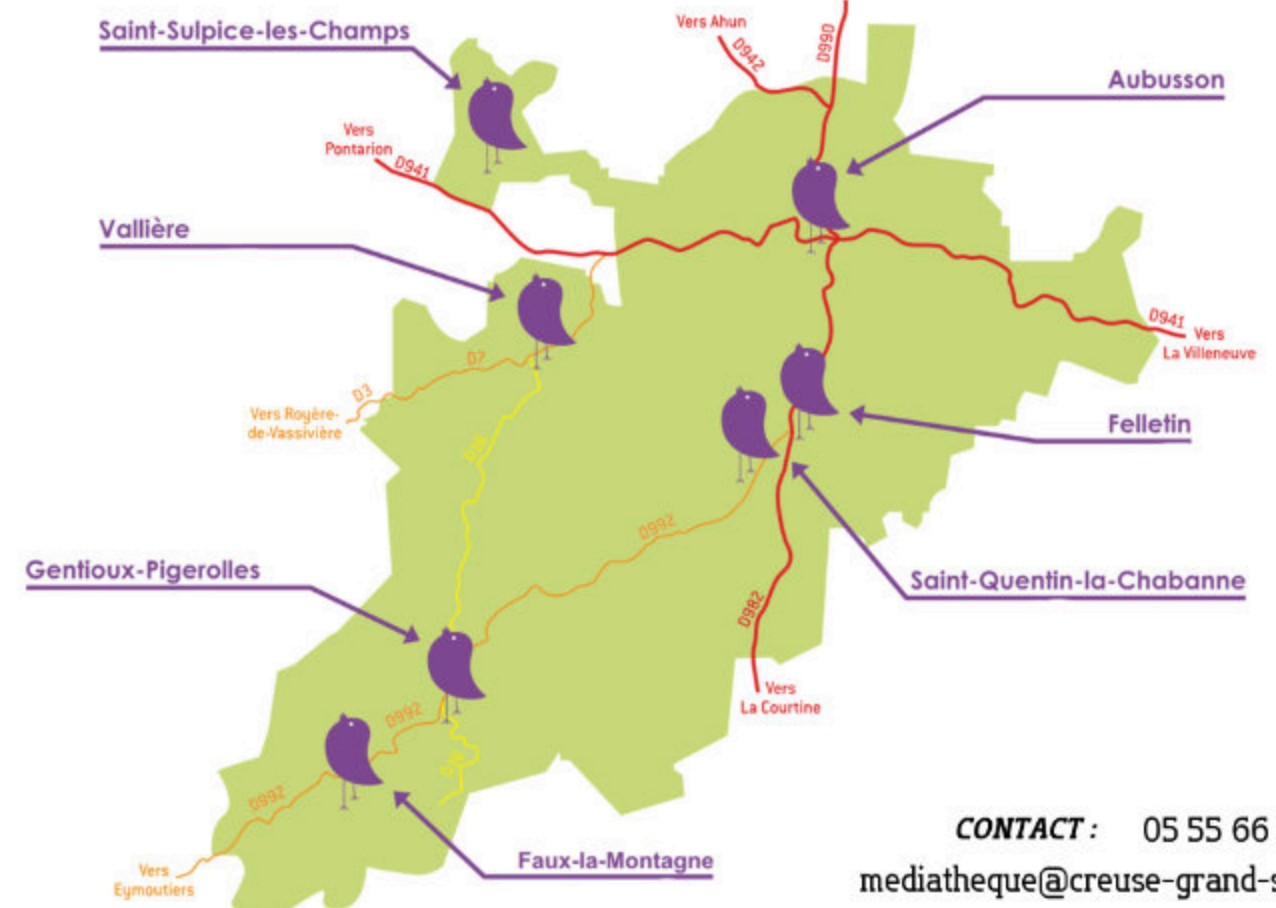 Saint-Sulpice-les-Champs
Vers Ahun
D942
D990
Aubusson
Vers
Pontarion
D941
Vallière
D941
Vers
La Villeneuve
D7
D3
Vers Royère-
de-Vassivière
Felletin
D992
Gentioux-Pigerolles
Saint-Quentin-la-Chabanne
D982
Vers
La Courtine
D992
D992
Faux-la-Montagne
Vers
Eymoutiers
CONTACT : 05 55 66
mediatheque@creuse-grand-s